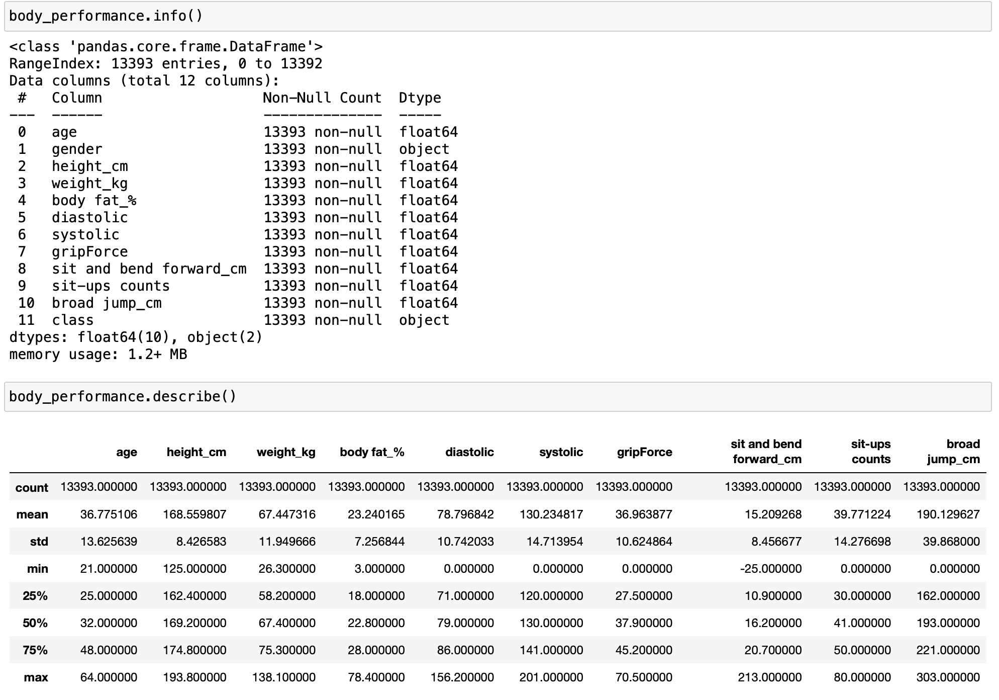 body_performance.info()
<class 'pandas.core.frame.DataFrame'>
RangeIndex: 13393 entries, 0 to 13392
Data columns (total 12 columns):
 #   Column                   Non-Null Count  Dtype
---  ------                   --------------  -----
 0   age                      13393 non-null  float64
 1   gender                   13393 non-null  object
 2   height_cm                13393 non-null  float64
 3   weight_kg                13393 non-null  float64
 4   body fat_%               13393 non-null  float64
 5   diastolic                13393 non-null  float64
 6   systolic                 13393 non-null  float64
 7   gripForce                13393 non-null  float64
 8   sit and bend forward_cm  13393 non-null  float64
 9   sit-ups counts           13393 non-null  float64
 10  broad jump_cm            13393 non-null  float64
 11  class                    13393 non-null  object
dtypes: float64(10), object(2)
memory usage: 1.2+ MB
body_performance.describe()
age height_cm weight_kg body fat_% diastolic systolic gripForce sit and bend forward_cm sit-ups counts broad jump_cm
count 13393.000000 13393.000000 13393.000000 13393.000000 13393.000000 13393.000000 13393.000000 13393.000000 13393.000000 13393.000000
mean 36.775106 168.559807 67.447316 23.240165 78.796842 130.234817 36.963877 15.209268 39.771224 190.129627
std 13.625639 8.426583 11.949666 7.256844 10.742033 14.713954 10.624864 8.456677 14.276698 39.868000
min 21.000000 125.000000 26.300000 3.000000 0.000000 0.000000 0.000000 -25.000000 0.000000 0.000000
25% 25.000000 162.400000 58.200000 18.000000 71.000000 120.000000 27.500000 10.900000 30.000000 162.000000
50% 32.000000 169.200000 67.400000 22.800000 79.000000 130.000000 37.900000 16.200000 41.000000 193.000000
75% 48.000000 174.800000 75.300000 28.000000 86.000000 141.000000 45.200000 20.700000 50.000000 221.000000
max 64.000000 193.800000 138.100000 78.400000 156.200000 201.000000 70.500000 213.000000 80.000000 303.000000